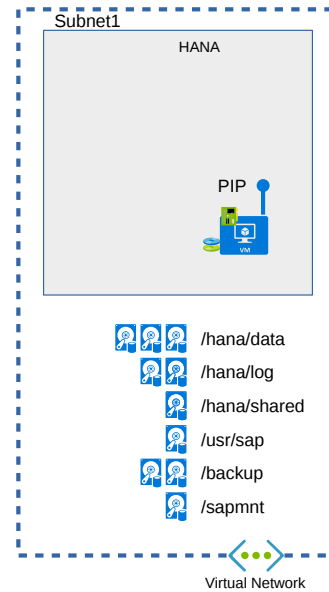 Subnet1
HANA
PIP
VM
/hana/data
/hana/log
/hana/shared
/usr/sap
/backup
/sapmnt
Virtual Network